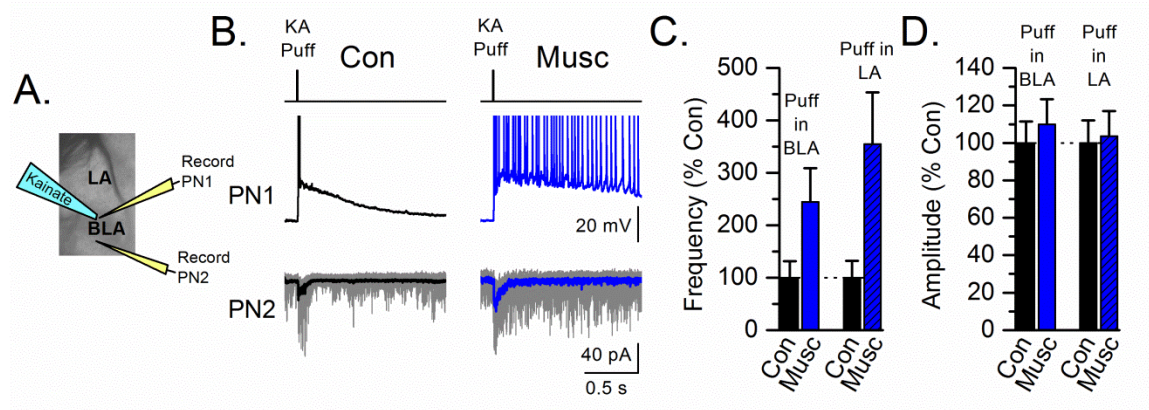 A.
LA
Kainate
BLA
Record
PN1
Record
PN2
B.
KA
Puff
Con
KA
Puff
Musc
PN1
20 mV
PN2
40 pA
0.5 s
C.
Puff in
LA
Puff
in
BLA
Frequency (% Con)
500
400
300
200
100
0
Con
Musc
Con
Musc
D.
Puff
in
BLA
Puff
in
LA
Amplitude (% Con)
140
120
100
80
60
40
20
0
Con
Musc
Con
Musc